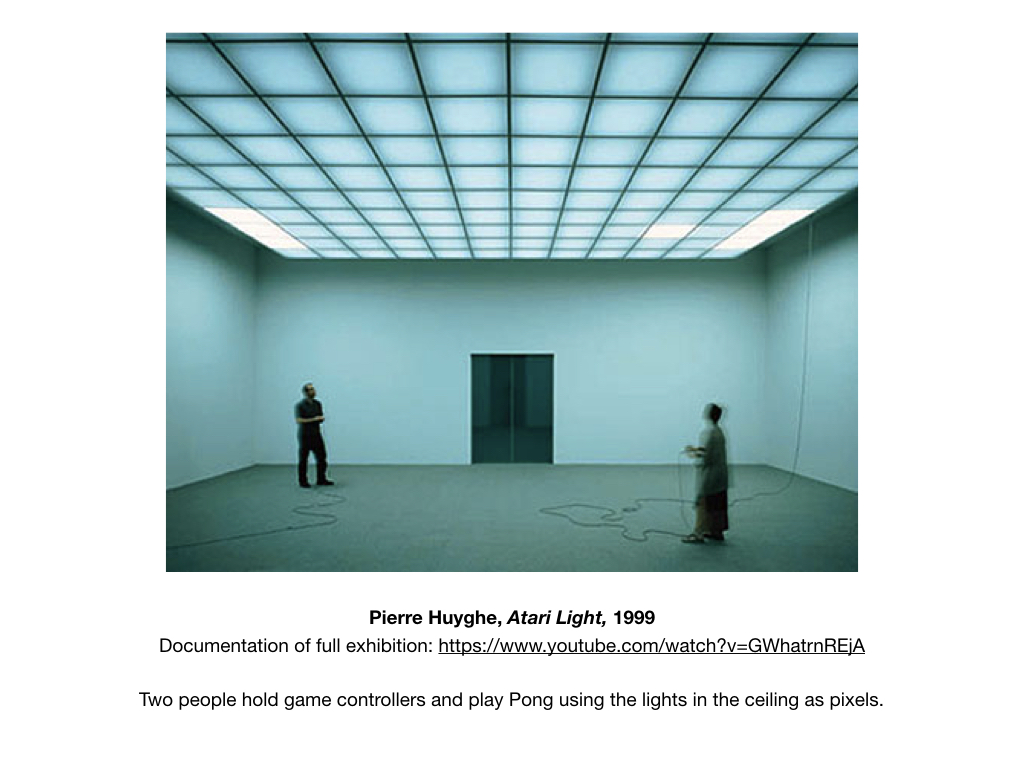 Pierre Huyghe, Atari Light, 1999
Documentation of full exhibition: https://www.youtube.com/watch?v=GWhatrnREjA
Two people hold game controllers and play Pong using the lights in the ceiling as pixels.